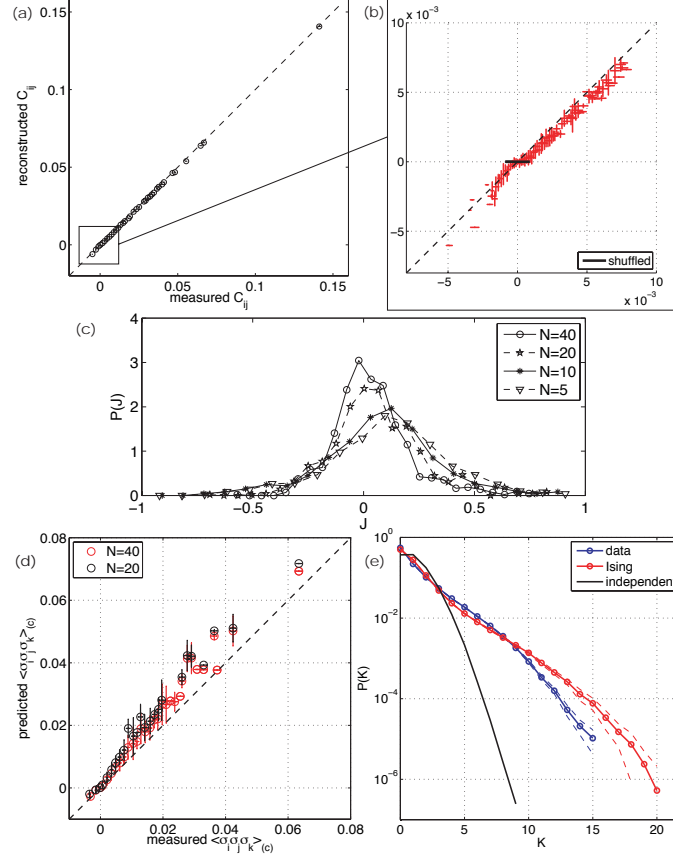 (a)
reconstructed C_ij
0.15
0.1
0.05
0
0 0.05 0.1 0.15
measured C_ij
(b)
x 10^-3
10
5
0
−5
shuffled
−5 0 5 10
x 10^-3
(c)
P(J)
4
3
2
1
0
N=40
N=20
N=10
N=5
−1 −0.5 0 0.5 1
J
(d)
predicted <σ_iσ_jσ_k>_(c)
0.08
0.06
0.04
0.02
0
N=40
N=20
0 0.02 0.04 0.06 0.08
measured <σ_iσ_jσ_k>_(c)
(e)
P(K)
10^0
10^-2
10^-4
10^-6
data
Ising
independent
0 5 10 15 20
K